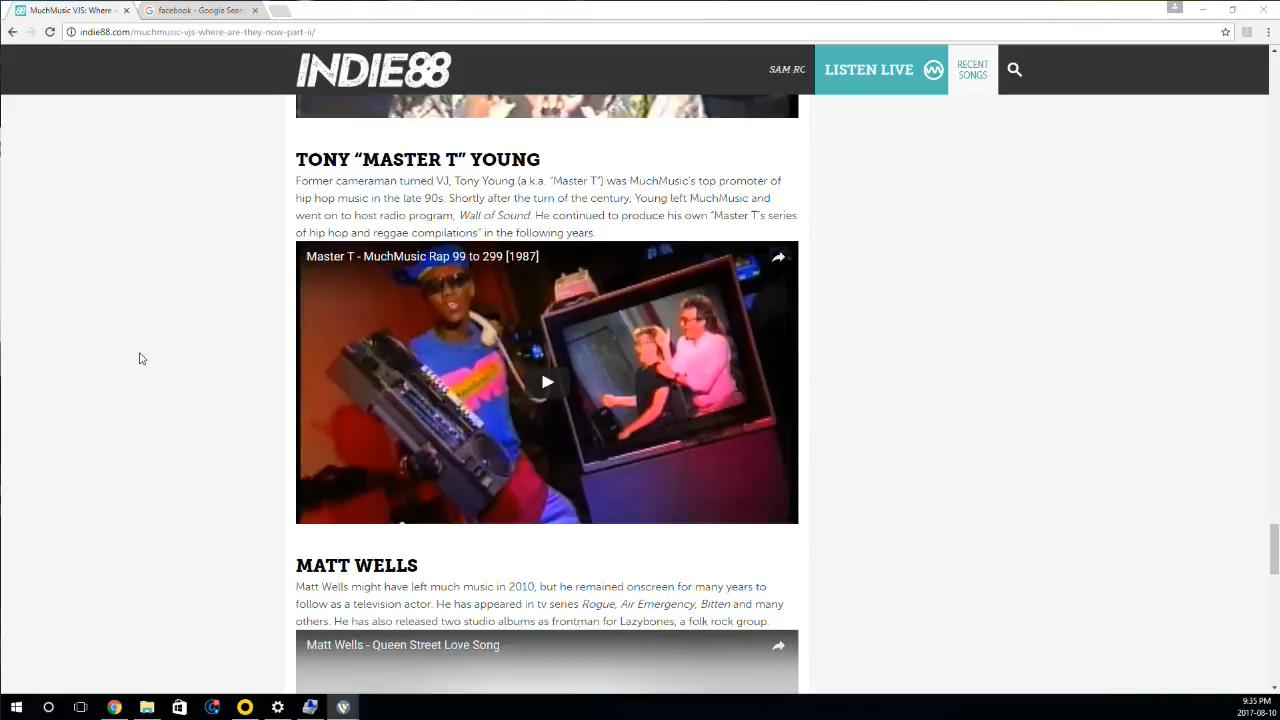 MuchMusic VJS: Where
facebook - Google Sear
indie88.com/muchmusic-vjs-where-are-they-now-part-ii/
INDIE88
SAM RO
LISTEN LIVE
RECENT
SONGS
TONY “MASTER T” YOUNG
Former cameraman turned VJ, Tony Young (a.k.a. “Master T”) was MuchMusic’s top promoter of
hip hop music in the late 90s. Shortly after the turn of the century, Young left MuchMusic and
went on to host radio program, Wall of Sound. He continued to produce his own “Master T’s series
of hip hop and reggae compilations” in the following years.
Master T - MuchMusic Rap 99 to 299 [1987]
MATT WELLS
Matt Wells might have left much music in 2010, but he remained onscreen for many years to
follow as a television actor. He has appeared in tv series Rogue, Air Emergency, Bitten and many
others. He has also released two studio albums as frontman for Lazybones, a folk rock group.
Matt Wells - Queen Street Love Song
9:35 PM
2017-08-10